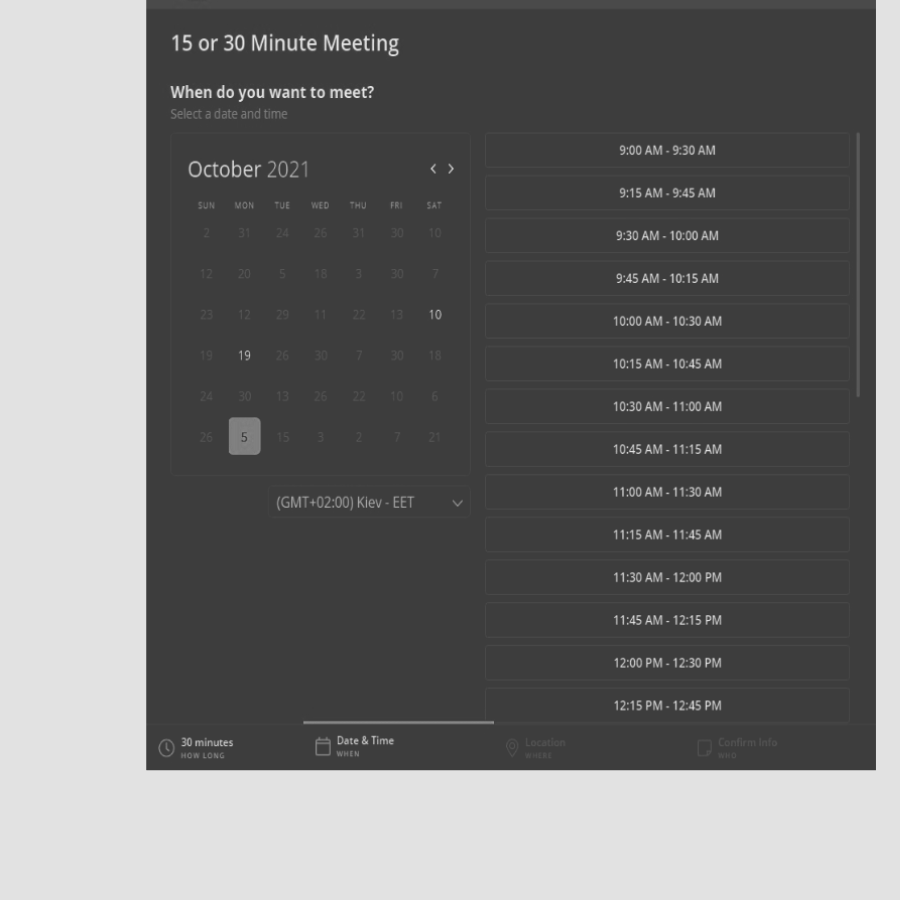 15 or 30 Minute Meeting
When do you want to meet?
Select a date and time
October 2021
SUN MON TUE WED THU FRI SAT
2 31 24 26 31 30 10
12 20 5 18 3 30 7
23 12 29 11 22 13 10
19 19 26 30 7 30 18
24 30 13 26 22 10 6
26 5 15 3 2 7 21
(GMT+02:00) Kiev - EET
9:00 AM - 9:30 AM
9:15 AM - 9:45 AM
9:30 AM - 10:00 AM
9:45 AM - 10:15 AM
10:00 AM - 10:30 AM
10:15 AM - 10:45 AM
10:30 AM - 11:00 AM
10:45 AM - 11:15 AM
11:00 AM - 11:30 AM
11:15 AM - 11:45 AM
11:30 AM - 12:00 PM
11:45 AM - 12:15 PM
12:00 PM - 12:30 PM
12:15 PM - 12:45 PM
30 minutes
HOW LONG
Date & Time
WHEN
Location
WHERE
Confirm Info
WHO